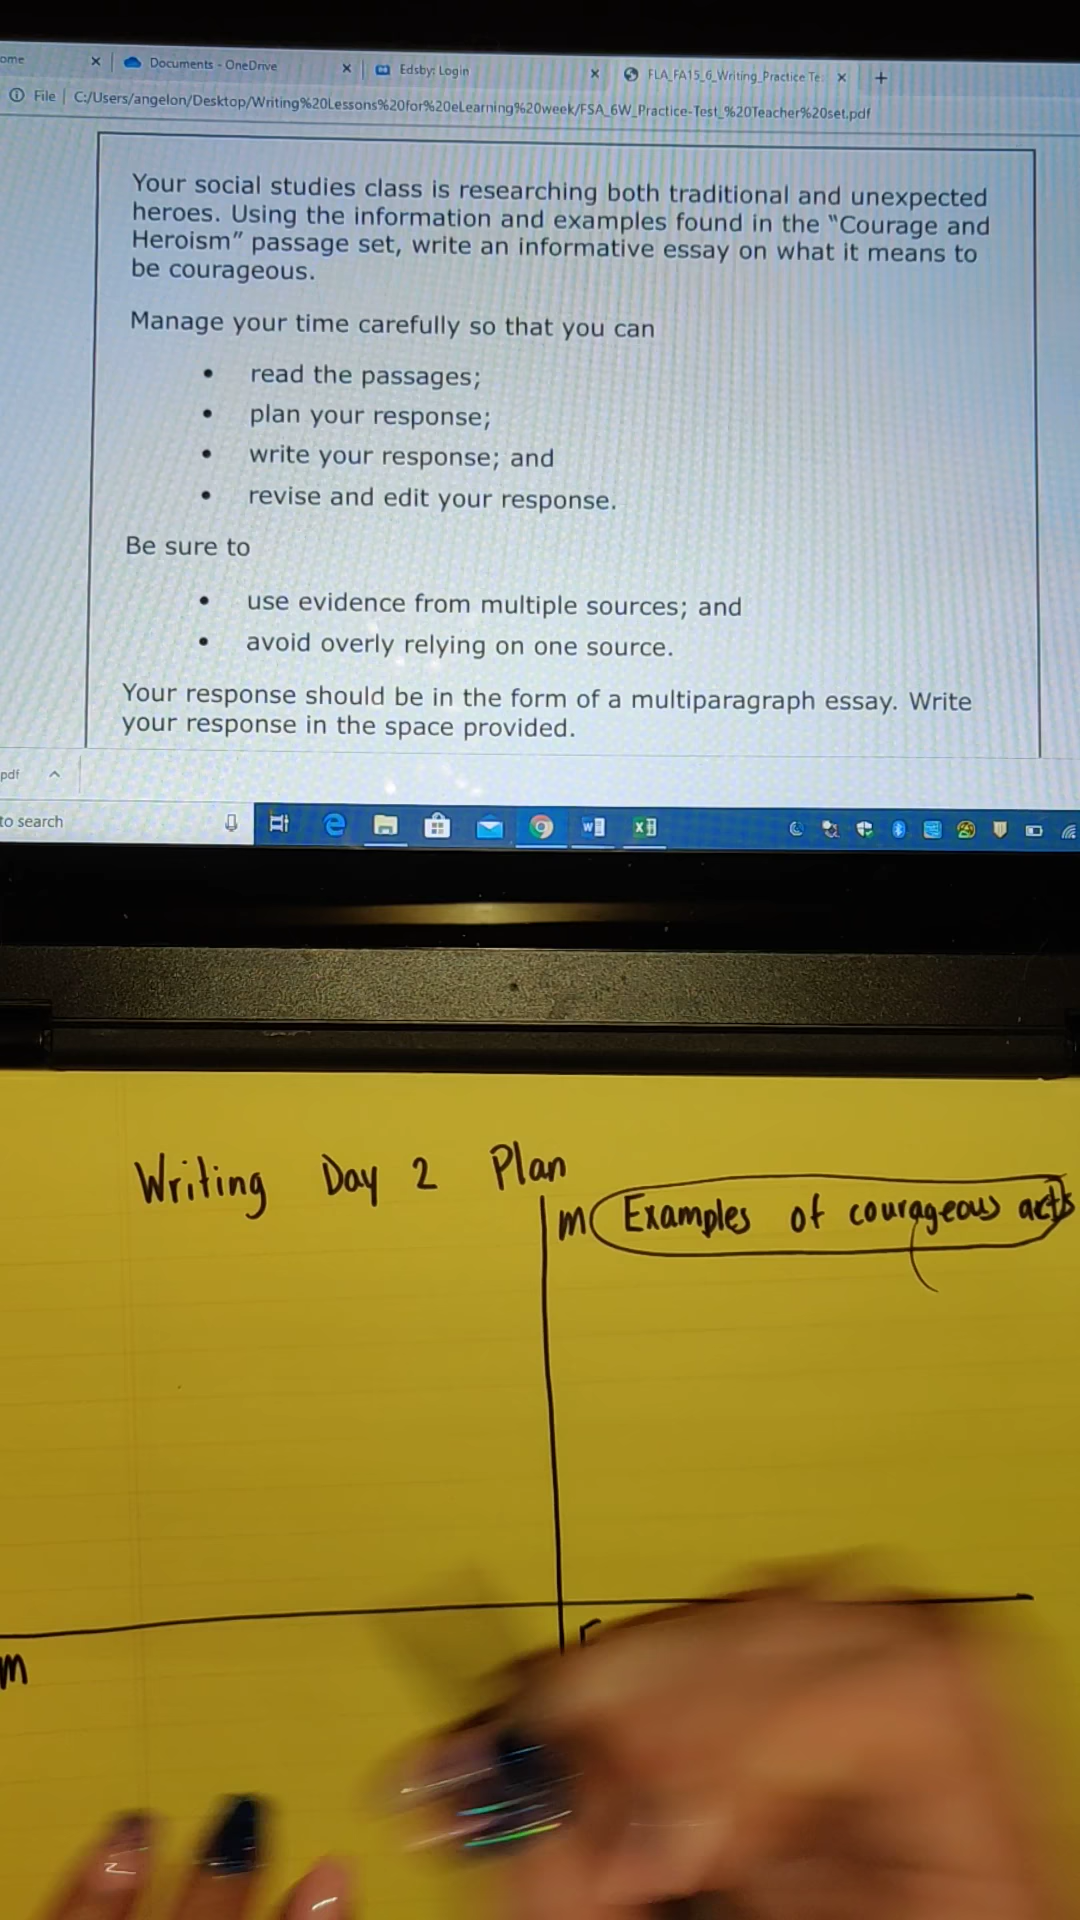 ome
Documents - OneDrive
Edsby: Login
FLA_FA15_6_Writing_Practice Te
File
C:/Users/angelon/Desktop/Writing%20Lessons%20for%20eLearning%20week/FSA_6W_Practice-Test_%20Teacher%20set.pdf
Your social studies class is researching both traditional and unexpected
heroes. Using the information and examples found in the “Courage and
Heroism” passage set, write an informative essay on what it means to
be courageous.
Manage your time carefully so that you can
• read the passages;
• plan your response;
• write your response; and
• revise and edit your response.
Be sure to
• use evidence from multiple sources; and
• avoid overly relying on one source.
Your response should be in the form of a multiparagraph essay. Write
your response in the space provided.
pdf
to search
Writing Day 2 Plan
m Examples of courageous acts
m